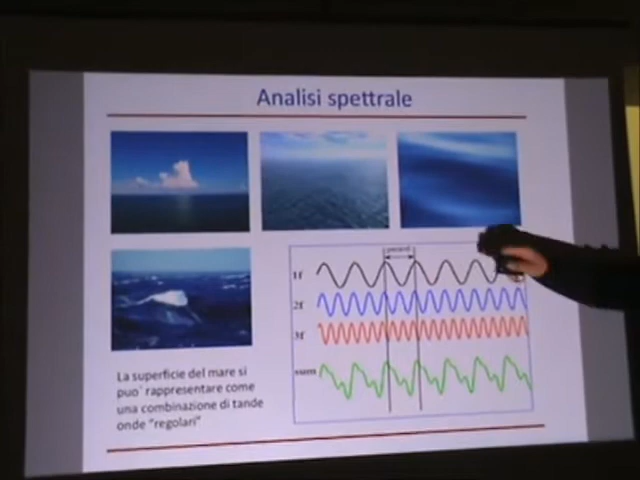 Analisi spettrale
period
1f
2f
3f
sum
La superficie del mare si
puo` rappresentare come
una combinazione di tande
onde "regolari"